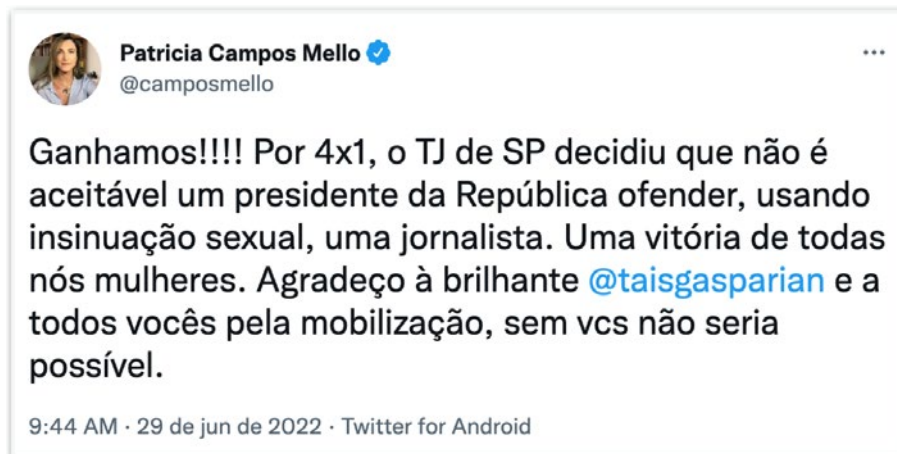 Patricia Campos Mello
@camposmello
Ganhamos!!!! Por 4x1, o TJ de SP decidiu que não é
aceitável um presidente da República ofender, usando
insinuação sexual, uma jornalista. Uma vitória de todas
nós mulheres. Agradeço à brilhante @taisgasparian e a
todos vocês pela mobilização, sem vcs não seria
possível.
9:44 AM · 29 de jun de 2022 · Twitter for Android